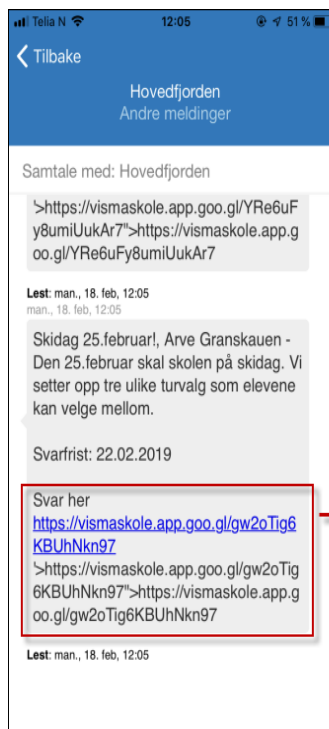 Telia N 12:05 51 %
Tilbake
Hovedfjorden
Andre meldinger
Samtale med: Hovedfjorden
'>https://vismaskole.app.goo.gl/YRe6uF
y8umiUukAr7">https://vismaskole.app.g
oo.gl/YRe6uFy8umiUukAr7
Lest: man., 18. feb, 12:05
man., 18. feb, 12:05
Skidag 25.februar!, Arve Granskauen -
Den 25.februar skal skolen på skidag. Vi
setter opp tre ulike turvalg som elevene
kan velge mellom.
Svarfrist: 22.02.2019
Svar her
https://vismaskole.app.goo.gl/gw2oTig6
KBUhNkn97
'>https://vismaskole.app.goo.gl/gw2oTig
6KBUhNkn97">https://vismaskole.app.g
oo.gl/gw2oTig6KBUhNkn97
Lest: man., 18. feb, 12:05